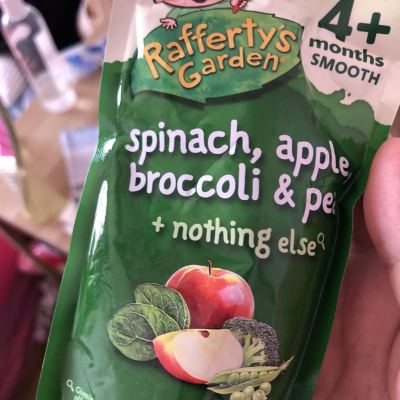 Rafferty's
Garden
4+
months
SMOOTH
spinach, apple,
broccoli & pe
+ nothing else